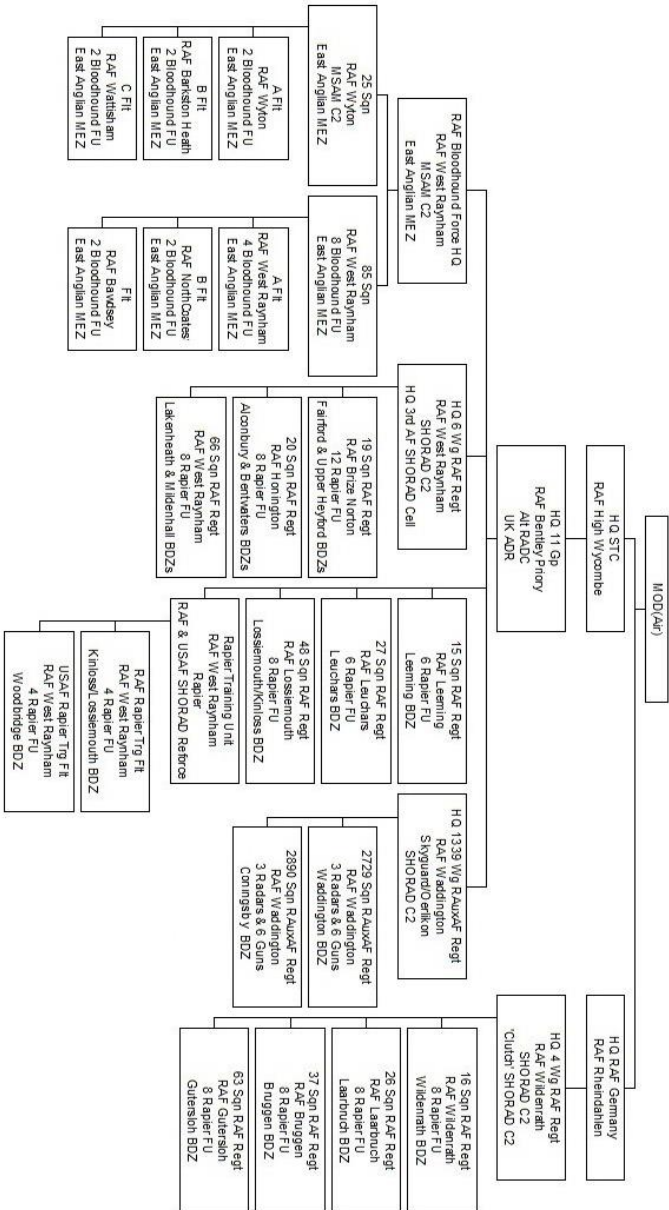 MOD(Air)
HQ STC
RAF High Wycombe
HQ RAF Germany
RAF Rheindahlen
HQ 11 Gp
RAF Bentley Priory
Alt RADC
UK ADR
RAF Bloodhound Force HQ
RAF West Raynham
MSAM C2
East Anglian MEZ
25 Sqn
RAF Wyton
MSAM C2
East Anglian MEZ
A Flt
RAF Wyton
2 Bloodhound FU
East Anglian MEZ
B Flt
RAF Barkston Heath
2 Bloodhound FU
East Anglian MEZ
C Flt
RAF Wattisham
2 Bloodhound FU
East Anglian MEZ
85 Sqn
RAF West Raynham
8 Bloodhound FU
East Anglian MEZ
A Flt
RAF West Raynham
4 Bloodhound FU
East Anglian MEZ
B Flt
RAF NorthCoates
2 Bloodhound FU
East Anglian MEZ
Flt
RAF Bawdsey
2 Bloodhound FU
East Anglian MEZ
HQ 6 Wg RAF Regt
RAF West Raynham
SHORAD C2
HQ 3rd AF SHORAD Cell
19 Sqn RAF Regt
RAF Brize Norton
12 Rapier FU
Fairford & Upper Heyford BDZs
20 Sqn RAF Regt
RAF Honington
8 Rapier FU
Alconbury & Bentwaters BDZs
66 Sqn RAF Regt
RAF West Raynham
8 Rapier FU
Lakenheath & Mildenhall BDZs
15 Sqn RAF Regt
RAF Leeming
6 Rapier FU
Leeming BDZ
27 Sqn RAF Regt
RAF Leuchars
6 Rapier FU
Leuchars BDZ
48 Sqn RAF Regt
RAF Lossiemouth
8 Rapier FU
Lossiemouth/Kinloss BDZ
Rapier Training Unit
RAF West Raynham
Rapier
RAF & USAF SHORAD Reforce
RAF Rapier Trg Flt
RAF West Raynham
4 Rapier FU
Kinloss/Lossiemouth BDZ
USAF Rapier Trg Flt
RAF West Raynham
4 Rapier FU
Woodbridge BDZ
HQ 1339 Wg RAuxAF Regt
RAF Waddington
Skyguard/Oerlikon
SHORAD C2
2729 Sqn RAuxAF Regt
RAF Waddington
3 Radars & 6 Guns
Waddington BDZ
2890 Sqn RAuxAF Regt
RAF Waddington
3 Radars & 6 Guns
Coningsby BDZ
HQ 4 Wg RAF Regt
RAF Wildenrath
SHORAD C2
'Clutch' SHORAD C2
16 Sqn RAF Regt
RAF Wildenrath
8 Rapier FU
Wildenrath BDZ
26 Sqn RAF Regt
RAF Laarbruch
8 Rapier FU
Laarbruch BDZ
37 Sqn RAF Regt
RAF Bruggen
8 Rapier FU
Bruggen BDZ
63 Sqn RAF Regt
RAF Gutersloh
8 Rapier FU
Gutersloh BDZ